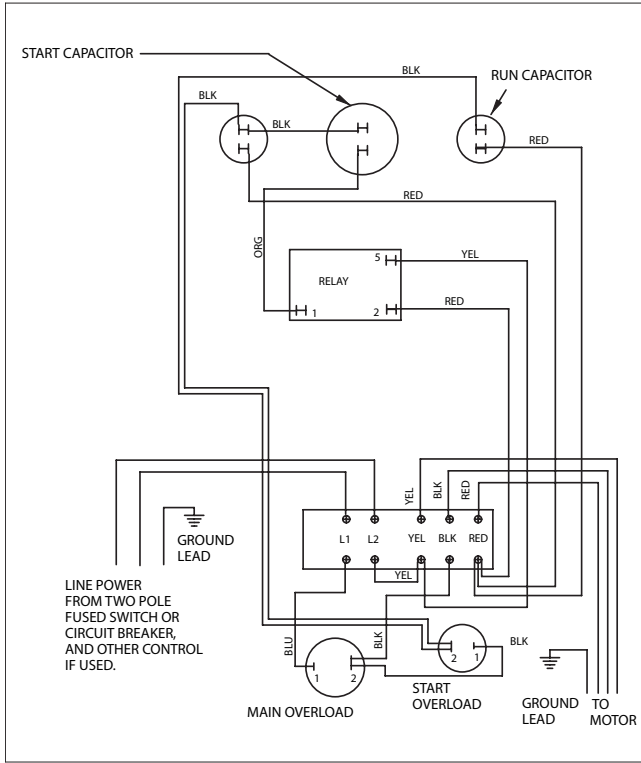 START CAPACITOR
BLK
RUN CAPACITOR
BLK
BLK
RED
RED
ORG
5
YEL
RELAY
1
2
RED
YEL
BLK
RED
GROUND
LEAD
L1
L2
YEL
BLK
RED
YEL
LINE POWER
FROM TWO POLE
FUSED SWITCH OR
CIRCUIT BREAKER,
AND OTHER CONTROL
IF USED.
BLU
BLK
BLK
2
1
1
2
START
OVERLOAD
MAIN OVERLOAD
GROUND
LEAD
TO
MOTOR